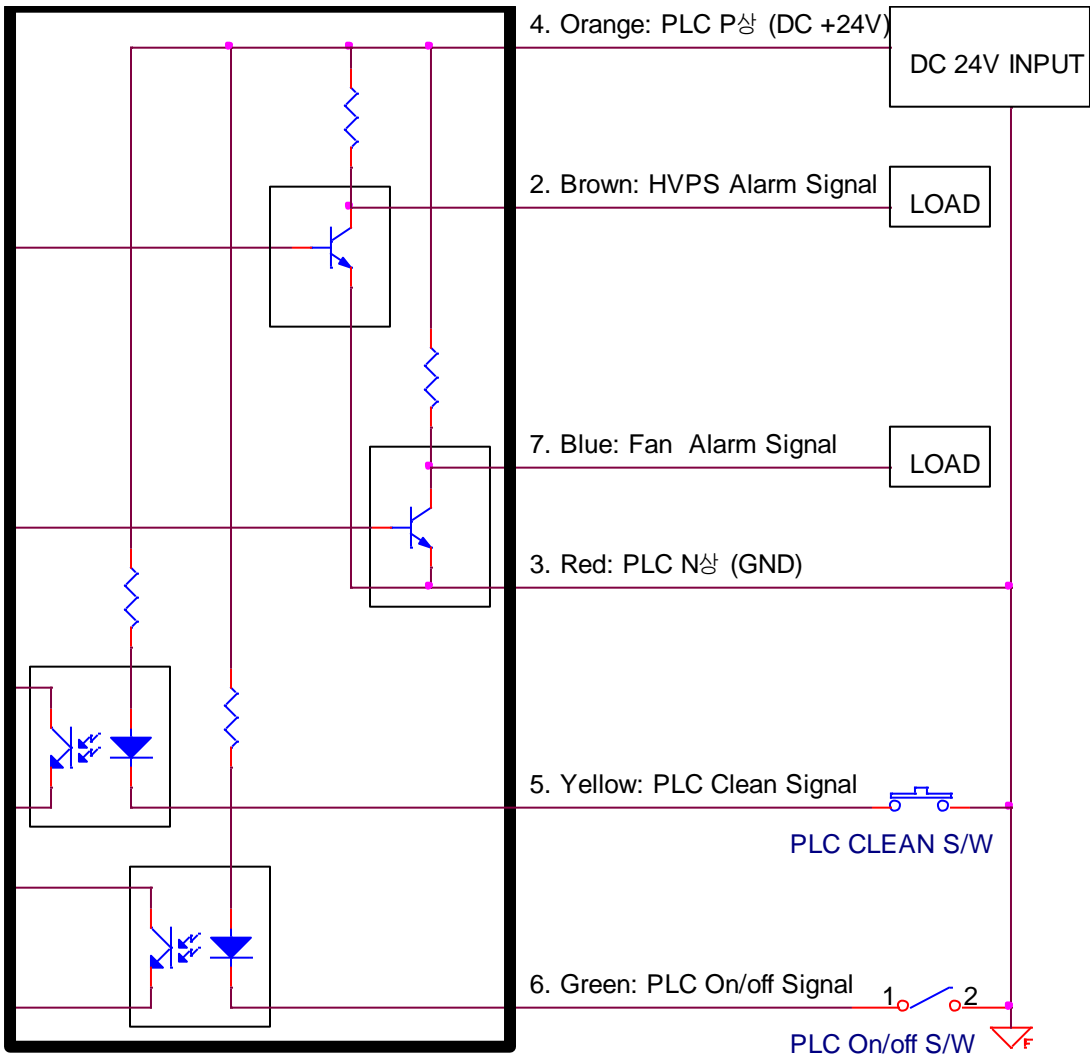 4. Orange: PLC P상 (DC +24V)
DC 24V INPUT
2. Brown: HVPS Alarm Signal
LOAD
7. Blue: Fan Alarm Signal
LOAD
3. Red: PLC N상 (GND)
5. Yellow: PLC Clean Signal
PLC CLEAN S/W
6. Green: PLC On/off Signal
1 2
PLC On/off S/W
F